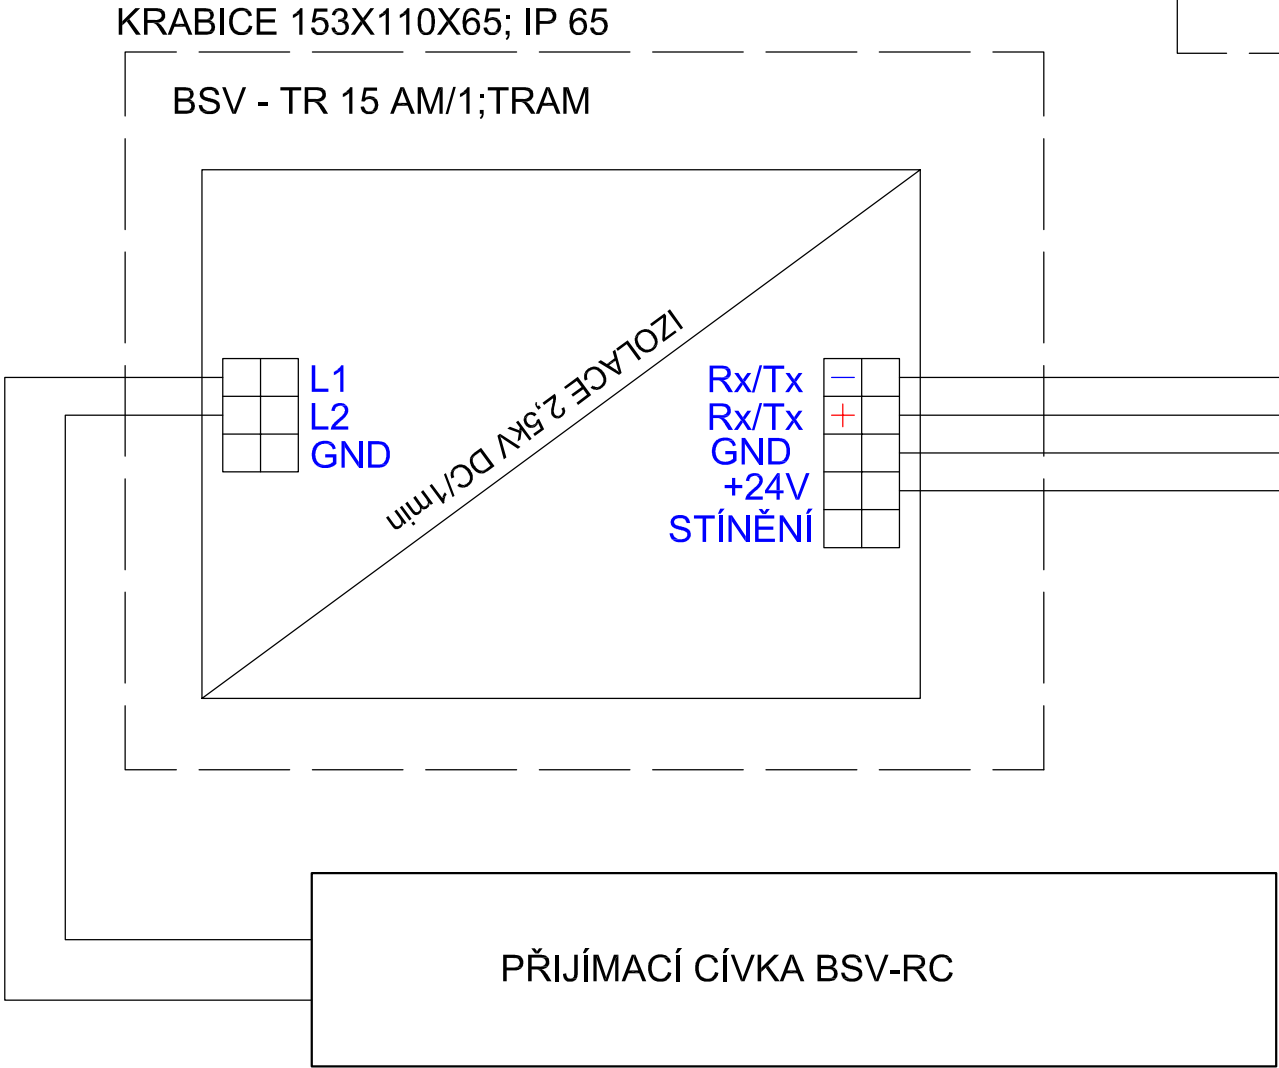 KRABICE 153X110X65; IP 65
BSV - TR 15 AM/1;TRAM
IZOLACE 2,5kV DC/1min
L1
L2
GND
Rx/Tx −
Rx/Tx +
GND
+24V
STÍNĚNÍ
PŘIJÍMACÍ CÍVKA BSV-RC